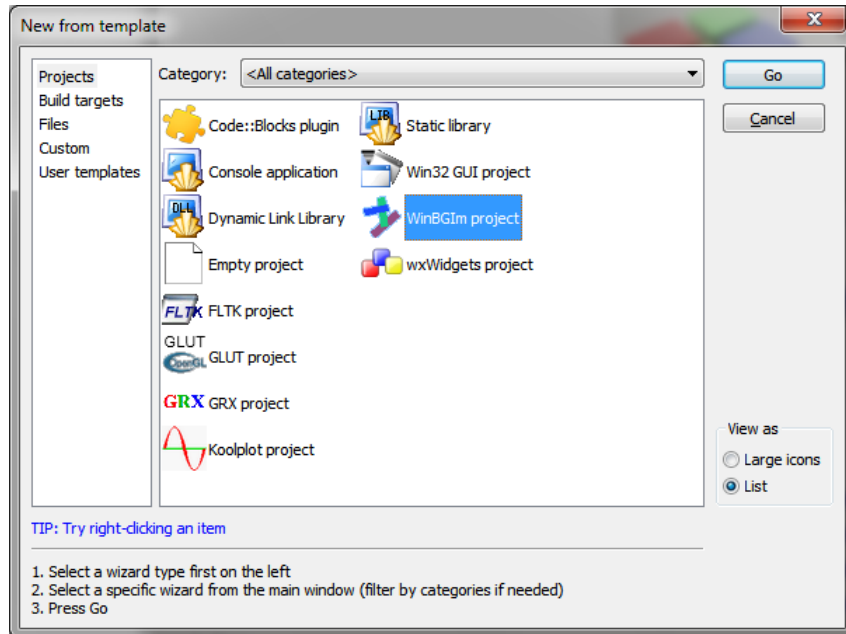 New from template
Projects
Build targets
Files
Custom
User templates
Category: <All categories>
Go
Cancel
Code::Blocks plugin
Console application
DLL
Dynamic Link Library
Empty project
FLTK
FLTK project
GLUT
OpenGL
GLUT project
GRX
GRX project
Koolplot project
LIB
Static library
Win32 GUI project
WinBGIm project
wxWidgets project
View as
Large icons
List
TIP: Try right-clicking an item
1. Select a wizard type first on the left
2. Select a specific wizard from the main window (filter by categories if needed)
3. Press Go